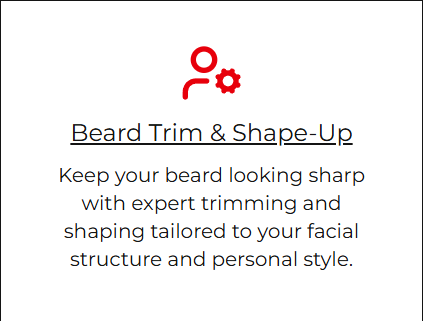 Beard Trim & Shape-Up
Keep your beard looking sharp
with expert trimming and
shaping tailored to your facial
structure and personal style.